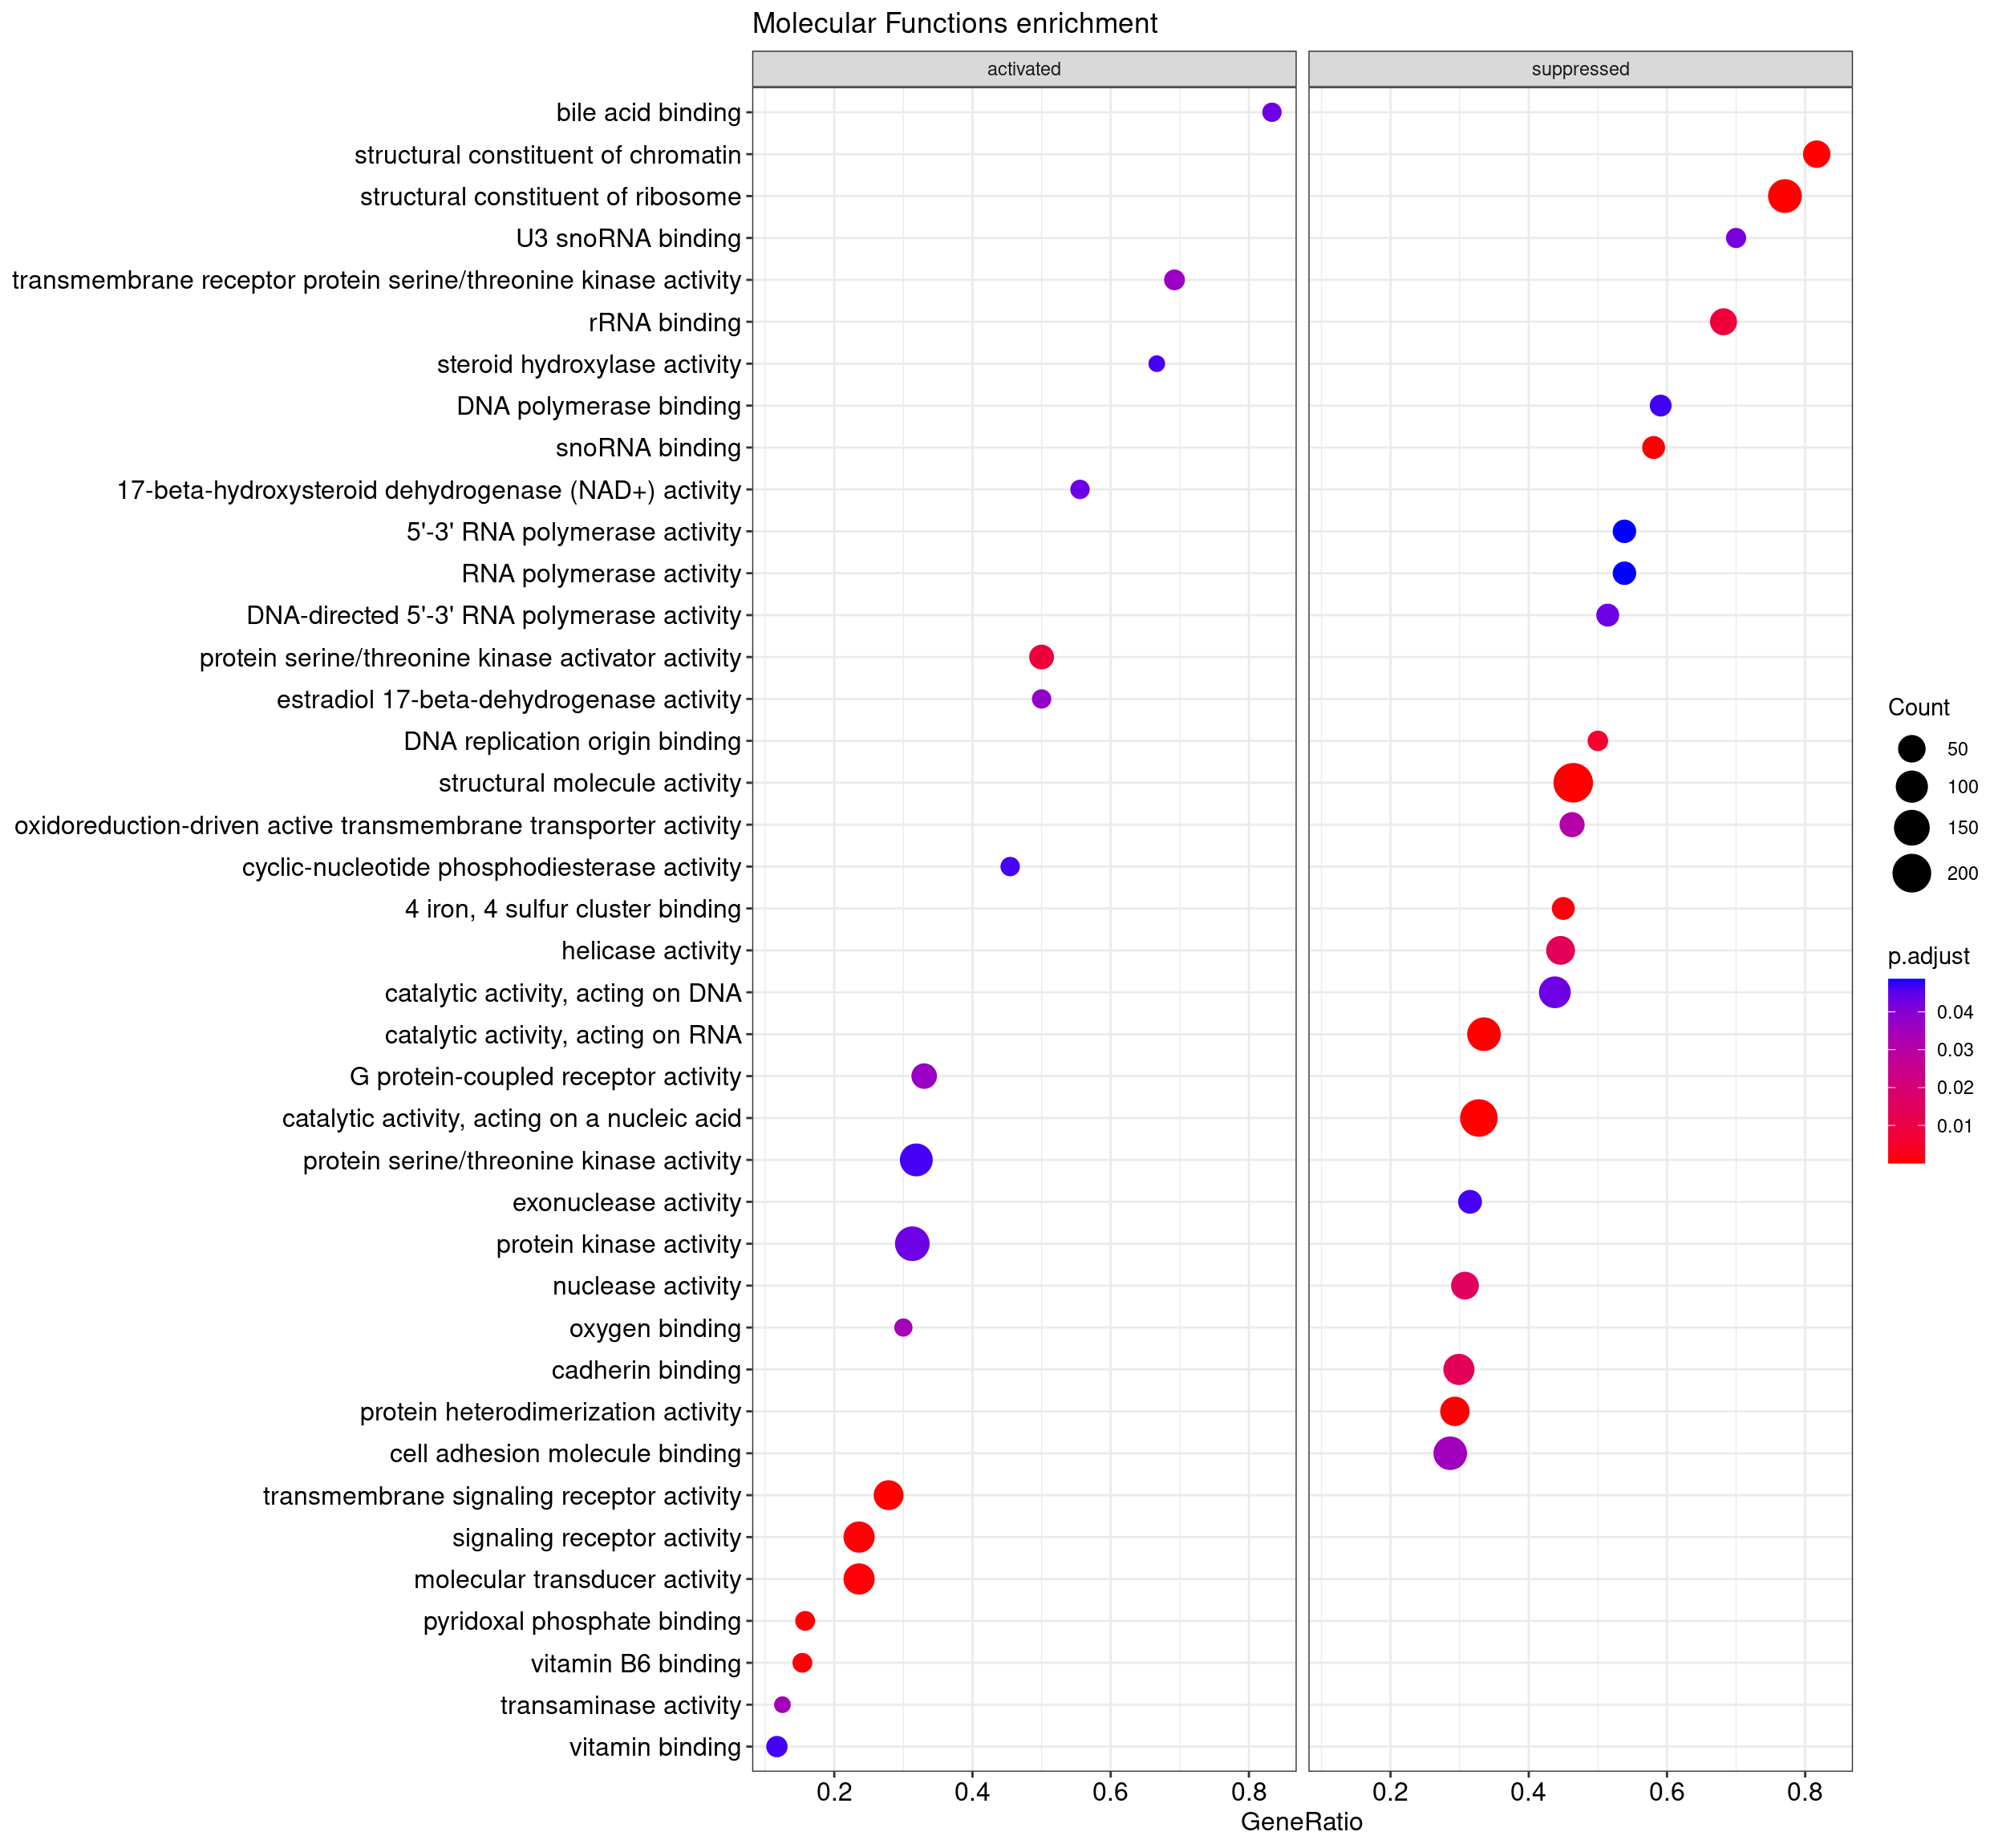 Molecular Functions enrichment
activated
suppressed
bile acid binding
structural constituent of chromatin
structural constituent of ribosome
U3 snoRNA binding
transmembrane receptor protein serine/threonine kinase activity
rRNA binding
steroid hydroxylase activity
DNA polymerase binding
snoRNA binding
17-beta-hydroxysteroid dehydrogenase (NAD+) activity
5'-3' RNA polymerase activity
RNA polymerase activity
DNA-directed 5'-3' RNA polymerase activity
protein serine/threonine kinase activator activity
estradiol 17-beta-dehydrogenase activity
DNA replication origin binding
structural molecule activity
oxidoreduction-driven active transmembrane transporter activity
cyclic-nucleotide phosphodiesterase activity
4 iron, 4 sulfur cluster binding
helicase activity
catalytic activity, acting on DNA
catalytic activity, acting on RNA
G protein-coupled receptor activity
catalytic activity, acting on a nucleic acid
protein serine/threonine kinase activity
exonuclease activity
protein kinase activity
nuclease activity
oxygen binding
cadherin binding
protein heterodimerization activity
cell adhesion molecule binding
transmembrane signaling receptor activity
signaling receptor activity
molecular transducer activity
pyridoxal phosphate binding
vitamin B6 binding
transaminase activity
vitamin binding
0.2 0.4 0.6 0.8
0.2 0.4 0.6 0.8
GeneRatio
Count
50
100
150
200
p.adjust
0.04
0.03
0.02
0.01